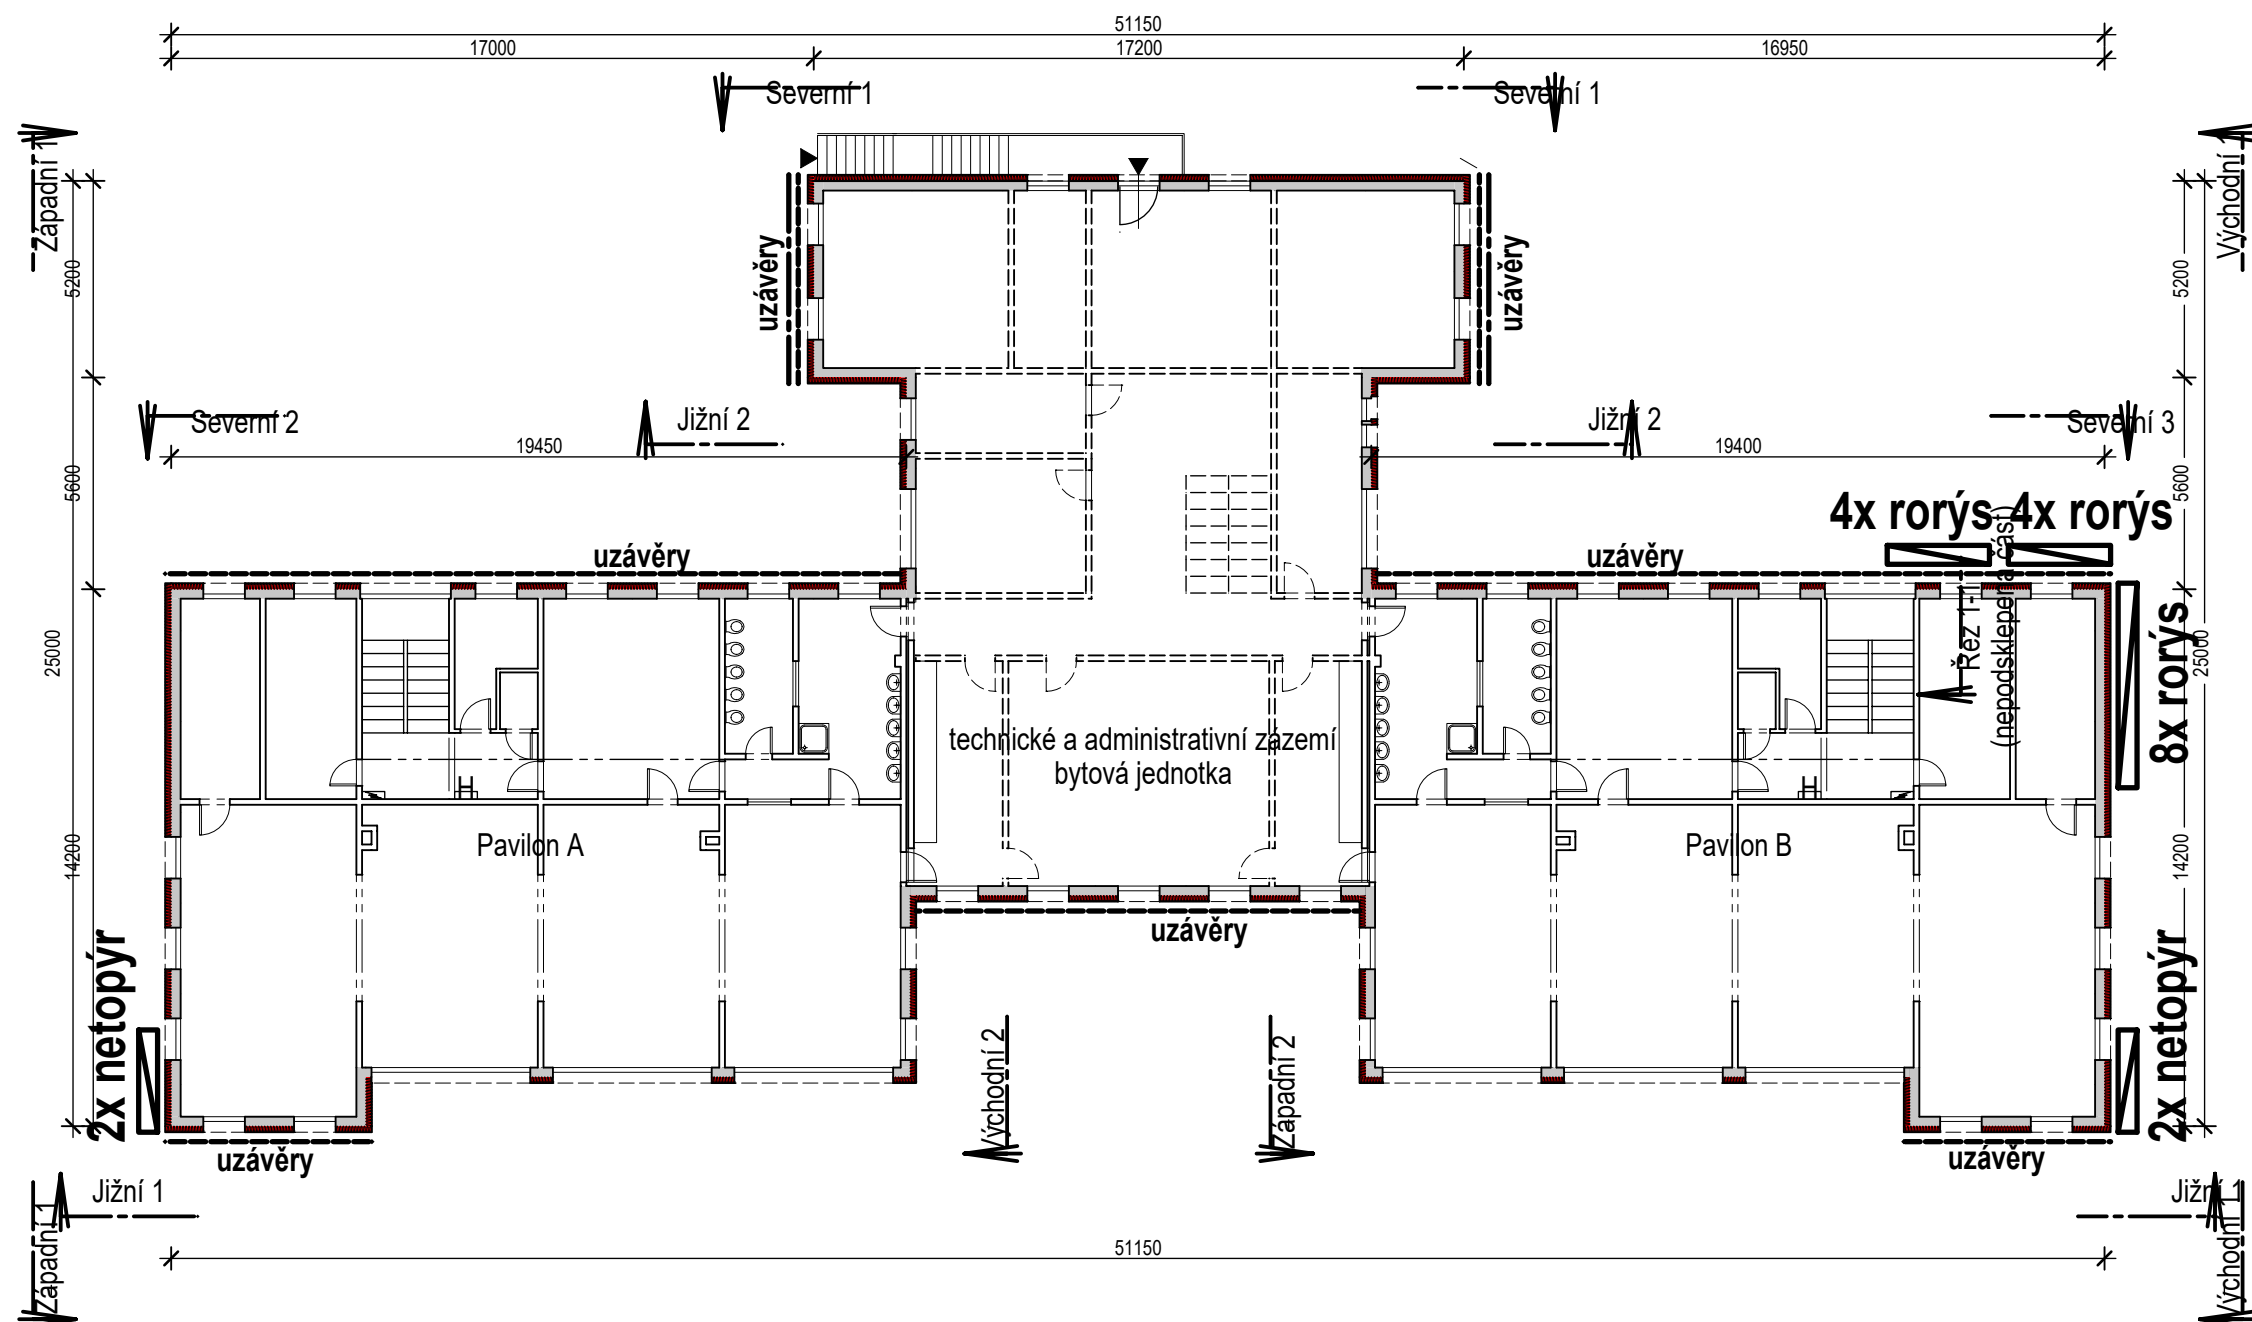 51150
17000
17200
16950
Severní 1
Severní 1
Západní 1
Východní 1
uzávěry
uzávěry
5200
5200
Severní 2
Jižní 2
Jižní 2
Severní 3
19450
19400
5600
5600
4x rorýs
4x rorýs
uzávěry
uzávěry
Řez 1-1'
(nepodsklepená část)
8x rorýs
25000
25000
technické a administrativní zázemí
bytová jednotka
H
H
Pavilon A
Pavilon B
14200
14200
uzávěry
2x netopýr
2x netopýr
Východní 2
Západní 2
uzávěry
uzávěry
Jižní 1
Jižní 1
Západní 1
Východní 1
51150